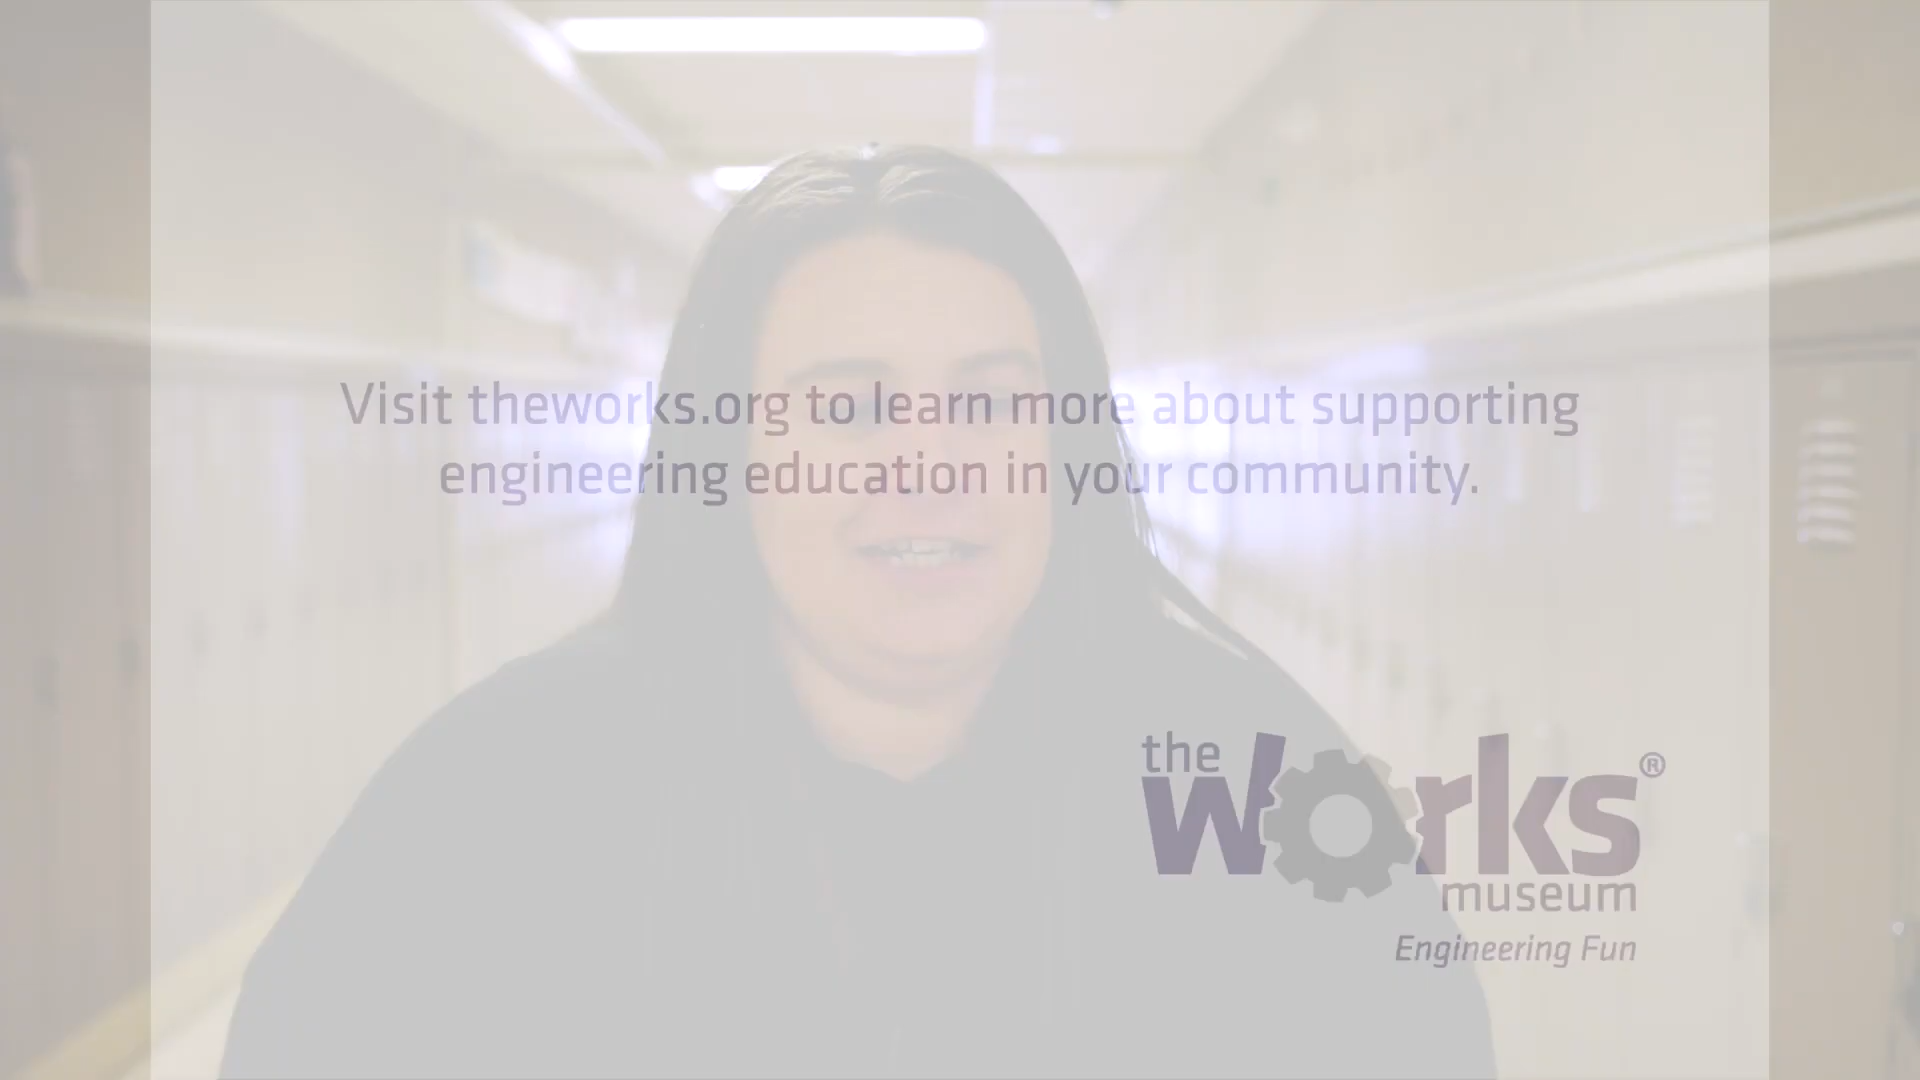 Visit theworks.org to learn more about supporting
engineering education in your community.
the
works®
museum
Engineering Fun